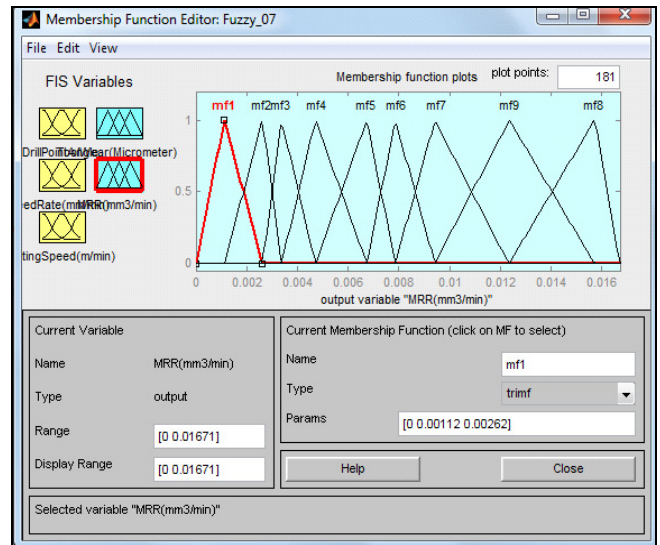 Membership Function Editor: Fuzzy_07
File Edit View
FIS Variables
Membership function plots
plot points:
181
mf1 mf2 mf3 mf4 mf5 mf6 mf7 mf9 mf8
1
0.5
0
0 0.002 0.004 0.006 0.008 0.01 0.012 0.014 0.016
output variable "MRR(mm3/min)"
(Micrometer)
MRR(mm3/min)
tingSpeed(m/min)
Current Variable
Name MRR(mm3/min)
Type output
Range [0 0.01671]
Display Range [0 0.01671]
Current Membership Function (click on MF to select)
Name mf1
Type trimf
Params [0 0.00112 0.00262]
Help Close
Selected variable "MRR(mm3/min)"